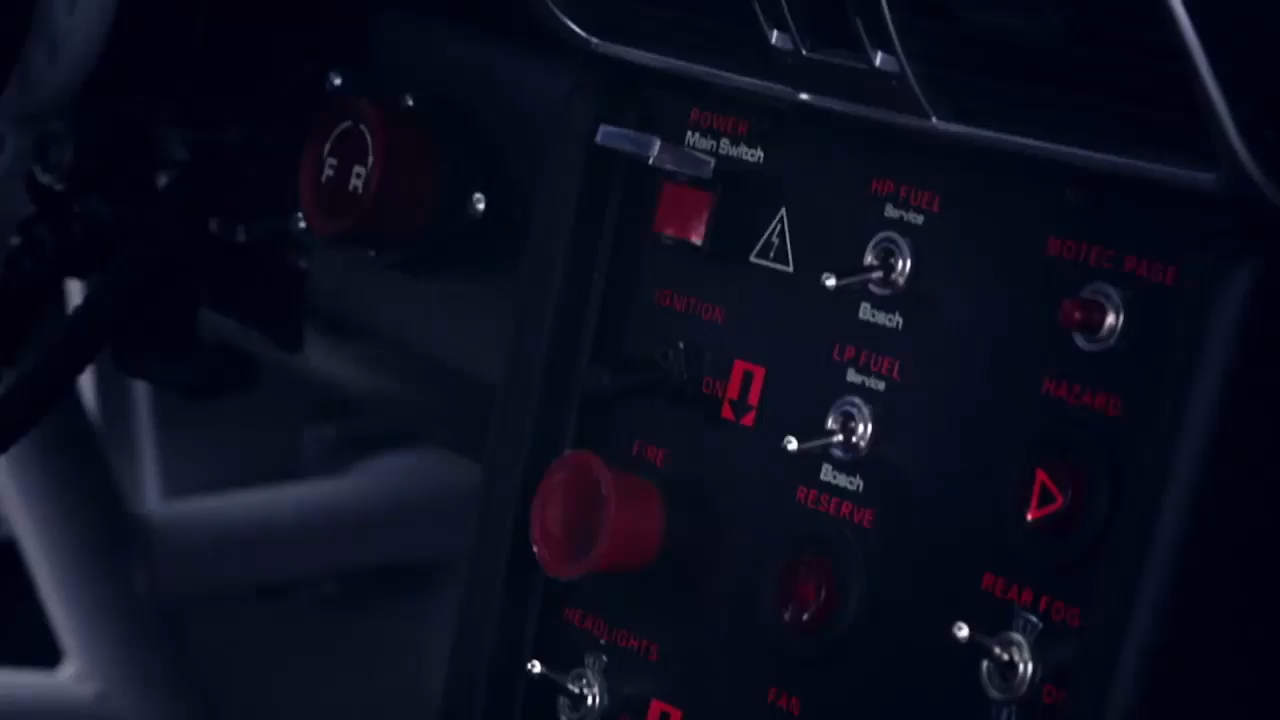 F R
POWER
Main Switch
HP FUEL
Service
Bosch
MOTEC PAGE
IGNITION
ON
LP FUEL
Service
Bosch
HAZARD
FIRE
RESERVE
REAR FOG
HEADLIGHTS
FAN